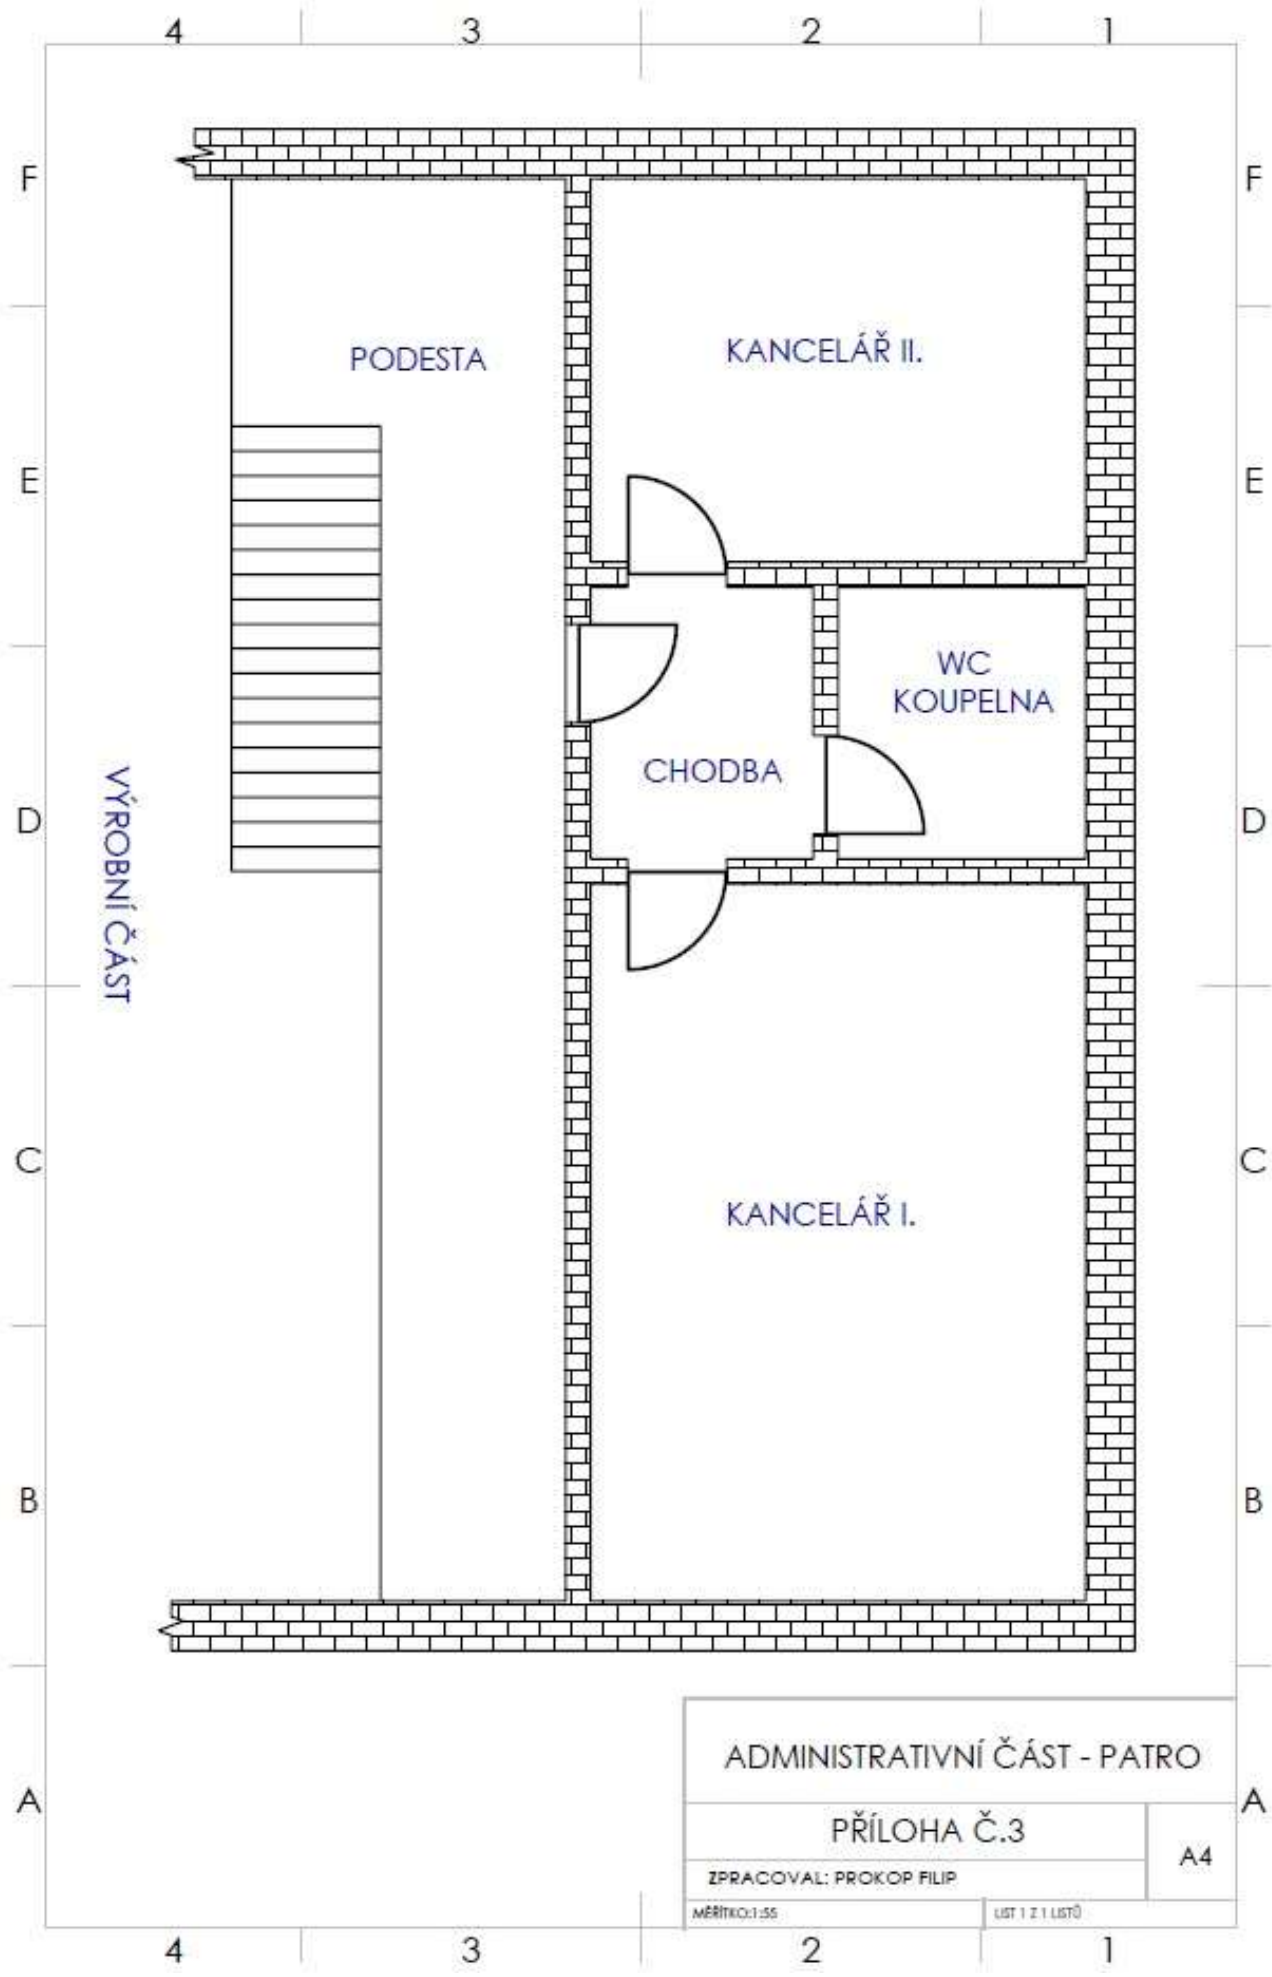 4 3 2 1
F F
PODESTA
KANCELÁŘ II.
E E
WC
KOUPELNA
CHODBA
VÝROBNÍ ČÁST
D D
C C
KANCELÁŘ I.
B B
ADMINISTRATIVNÍ ČÁST - PATRO
A A
PŘÍLOHA Č.3
A4
ZPRACOVAL: PROKOP FILIP
MĚŘÍTKO:1:55
LIST 1 Z 1 LISTŮ
4 3 2 1